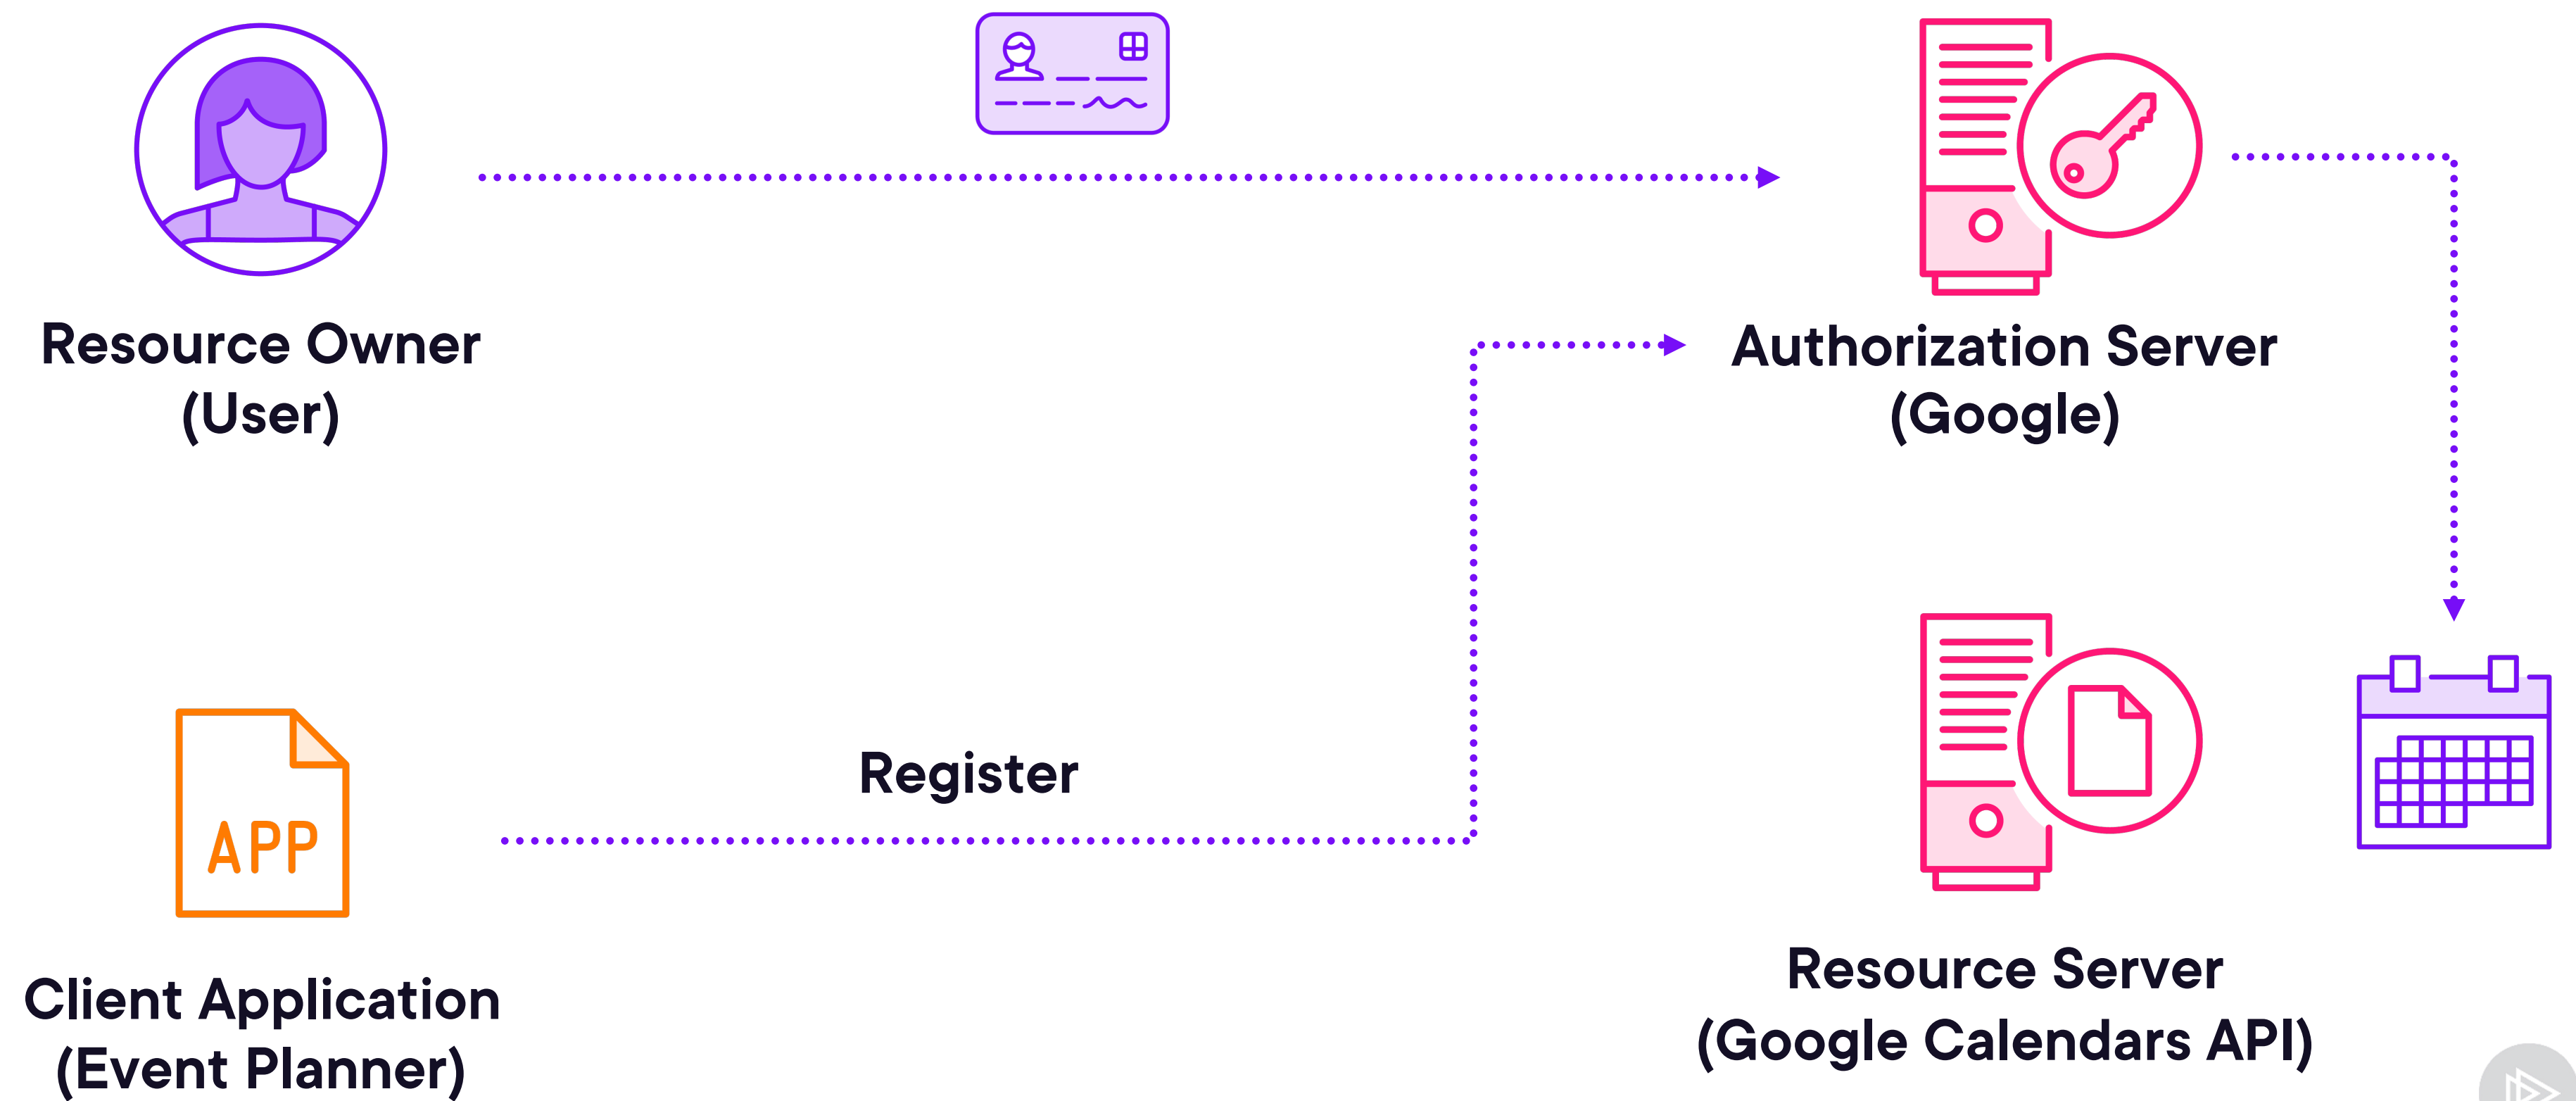 Resource Owner
(User)
Authorization Server
(Google)
Register
APP
Client Application
(Event Planner)
Resource Server
(Google Calendars API)